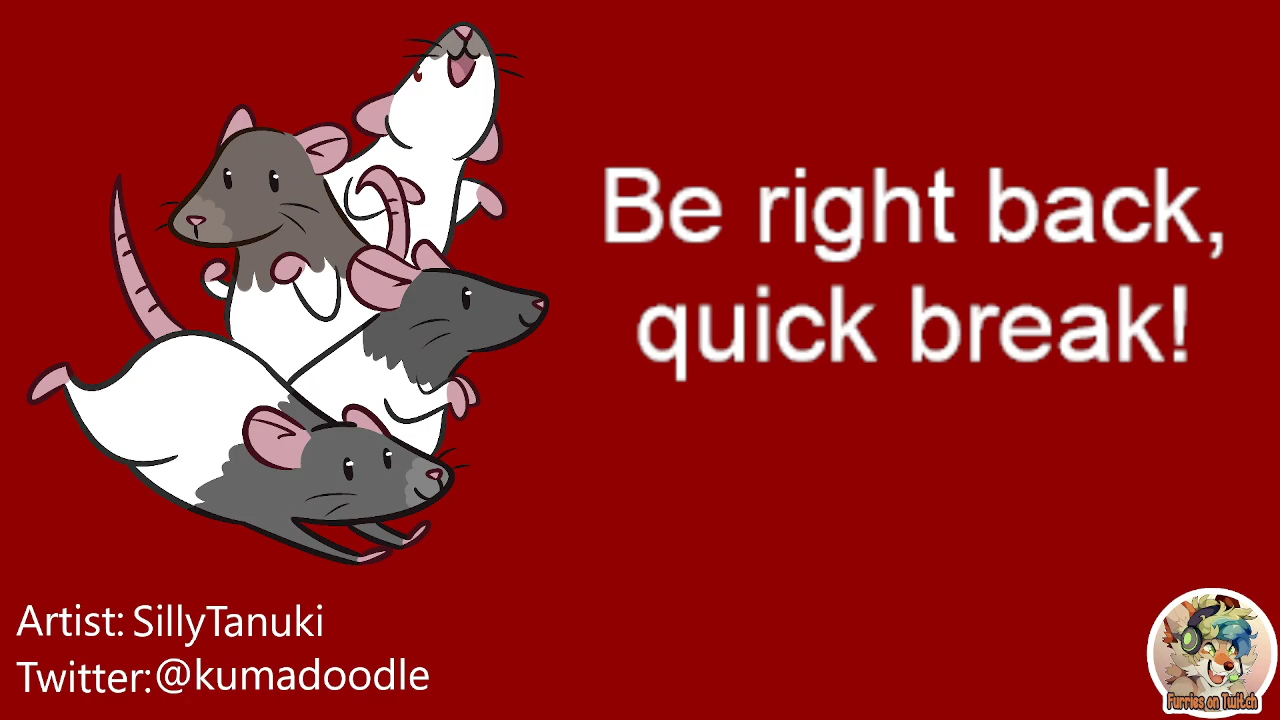 Be right back,
quick break!
Artist: SillyTanuki
Twitter:@kumadoodle
Furries on Twitch